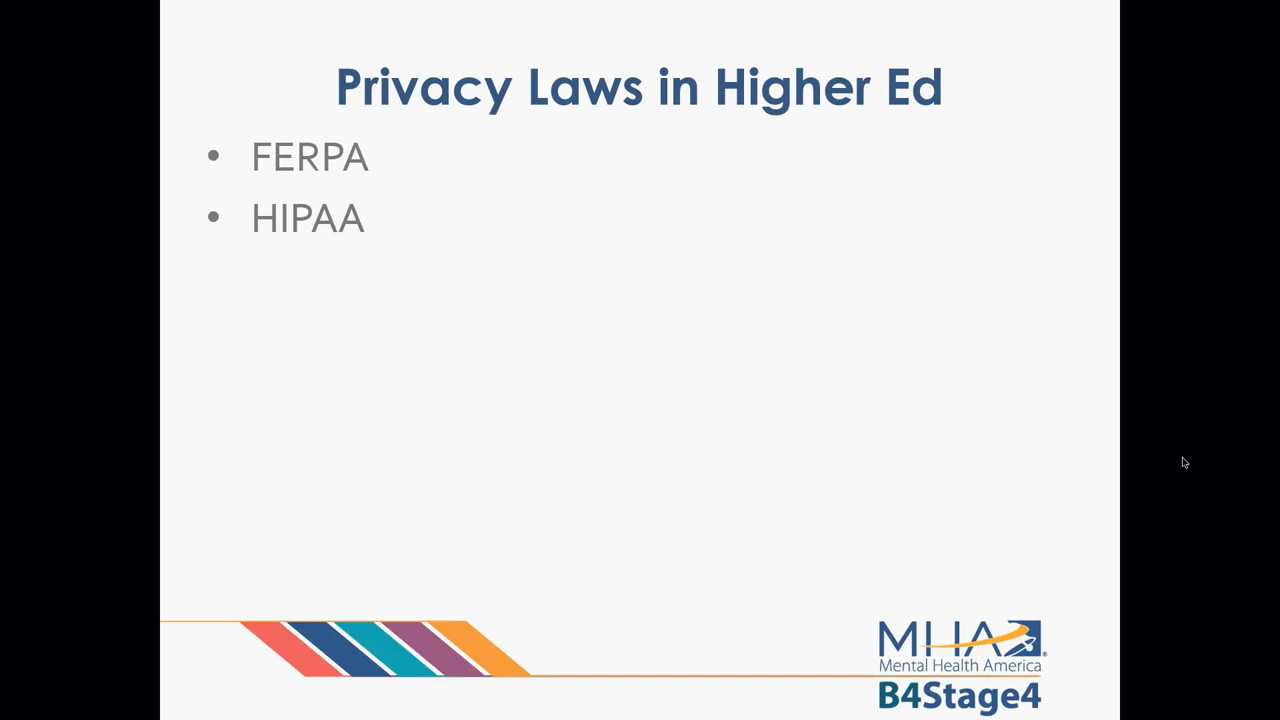 Privacy Laws in Higher Ed
• FERPA
• HIPAA
MHA®
Mental Health America
B4Stage4